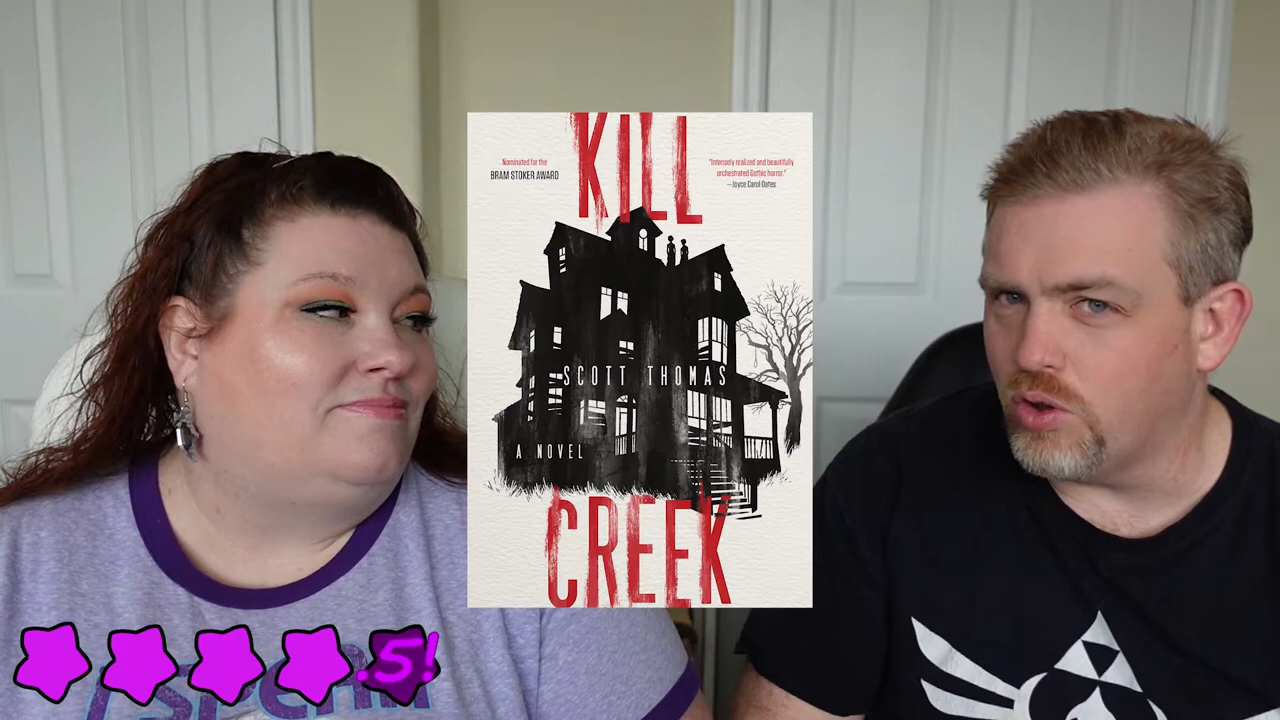 KILL
Nominated for the
BRAM STOKER AWARD
"Intensely realized and beautifully
orchestrated Gothic horror."
—Joyce Carol Oates
SCOTT THOMAS
A NOVEL
CREEK
.5!